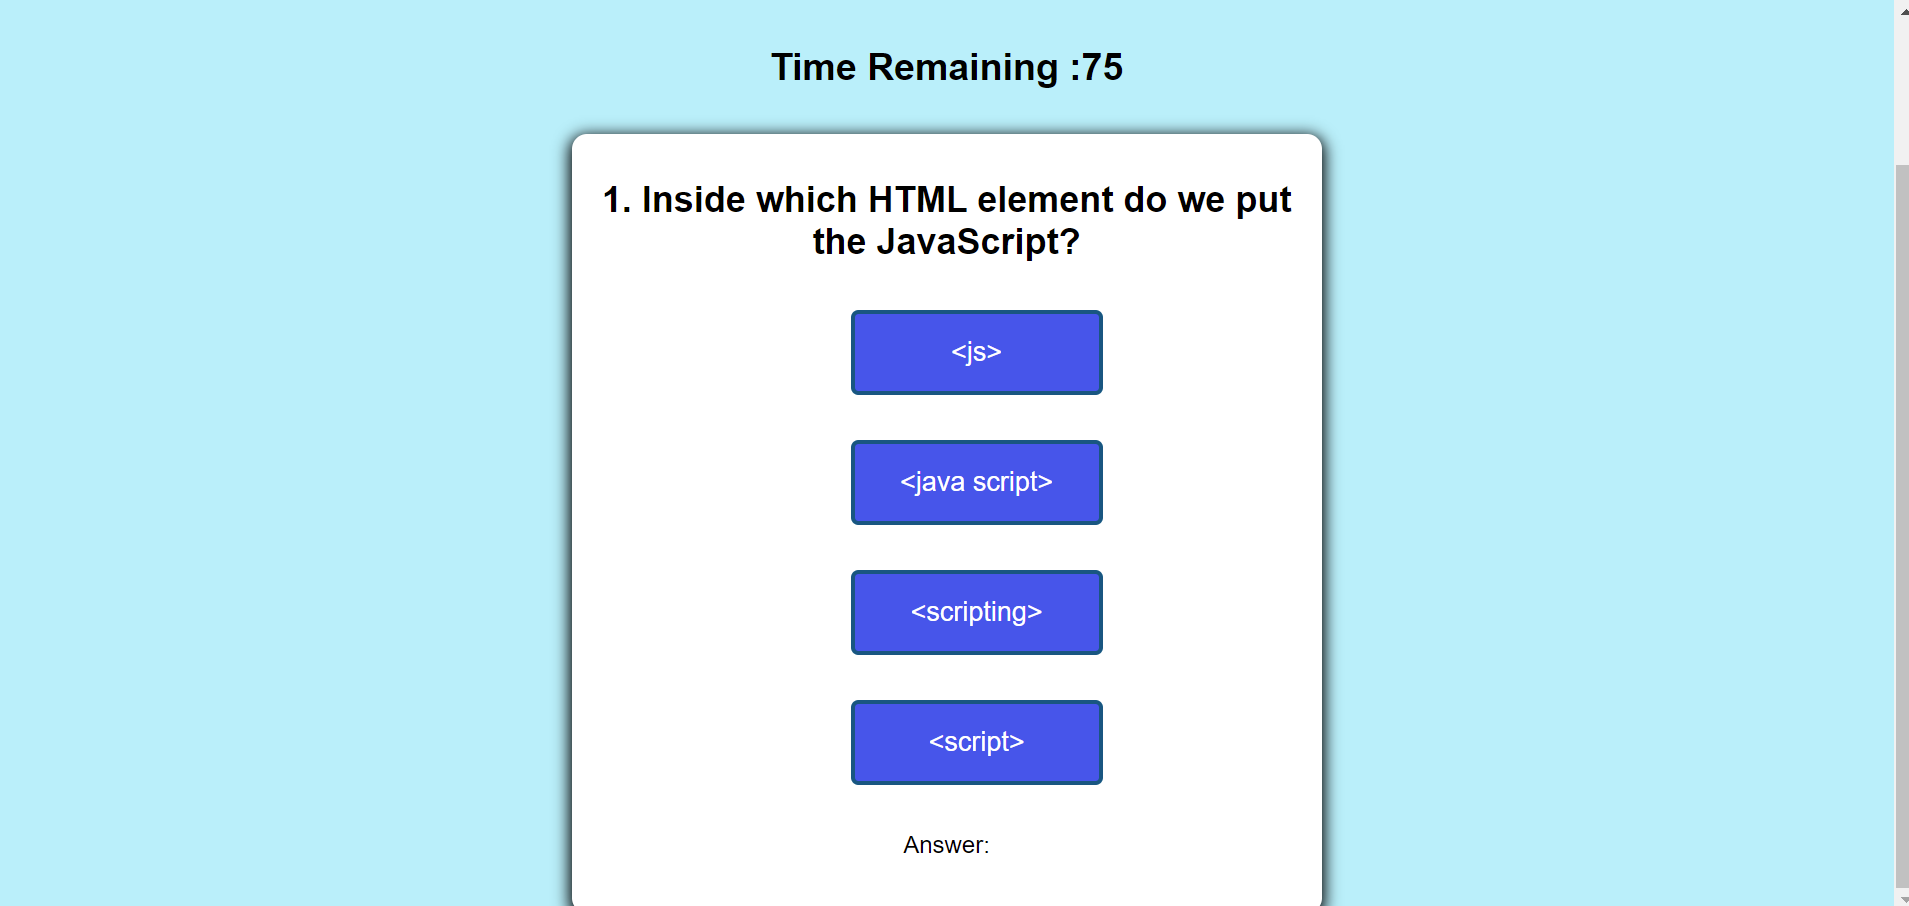 Time Remaining :75
1. Inside which HTML element do we put
the JavaScript?
<js>
<java script>
<scripting>
<script>
Answer: